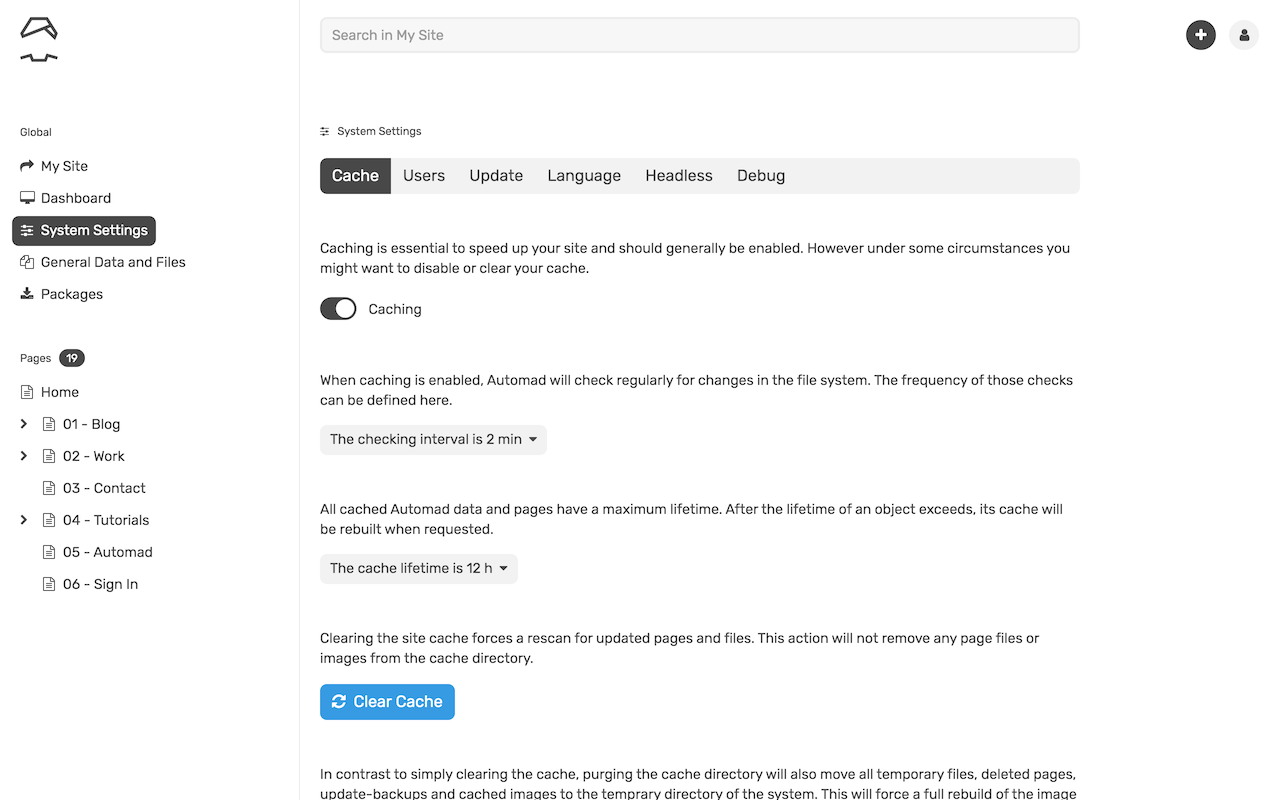 Search in My Site
Global
My Site
Dashboard
System Settings
General Data and Files
Packages
Pages 19
Home
01 - Blog
02 - Work
03 - Contact
04 - Tutorials
05 - Automad
06 - Sign In
System Settings
Cache Users Update Language Headless Debug
Caching is essential to speed up your site and should generally be enabled. However under some circumstances you
might want to disable or clear your cache.
Caching
When caching is enabled, Automad will check regularly for changes in the file system. The frequency of those checks
can be defined here.
The checking interval is 2 min
All cached Automad data and pages have a maximum lifetime. After the lifetime of an object exceeds, its cache will
be rebuilt when requested.
The cache lifetime is 12 h
Clearing the site cache forces a rescan for updated pages and files. This action will not remove any page files or
images from the cache directory.
Clear Cache
In contrast to simply clearing the cache, purging the cache directory will also move all temporary files, deleted pages,
update-backups and cached images to the temprary directory of the system. This will force a full rebuild of the image